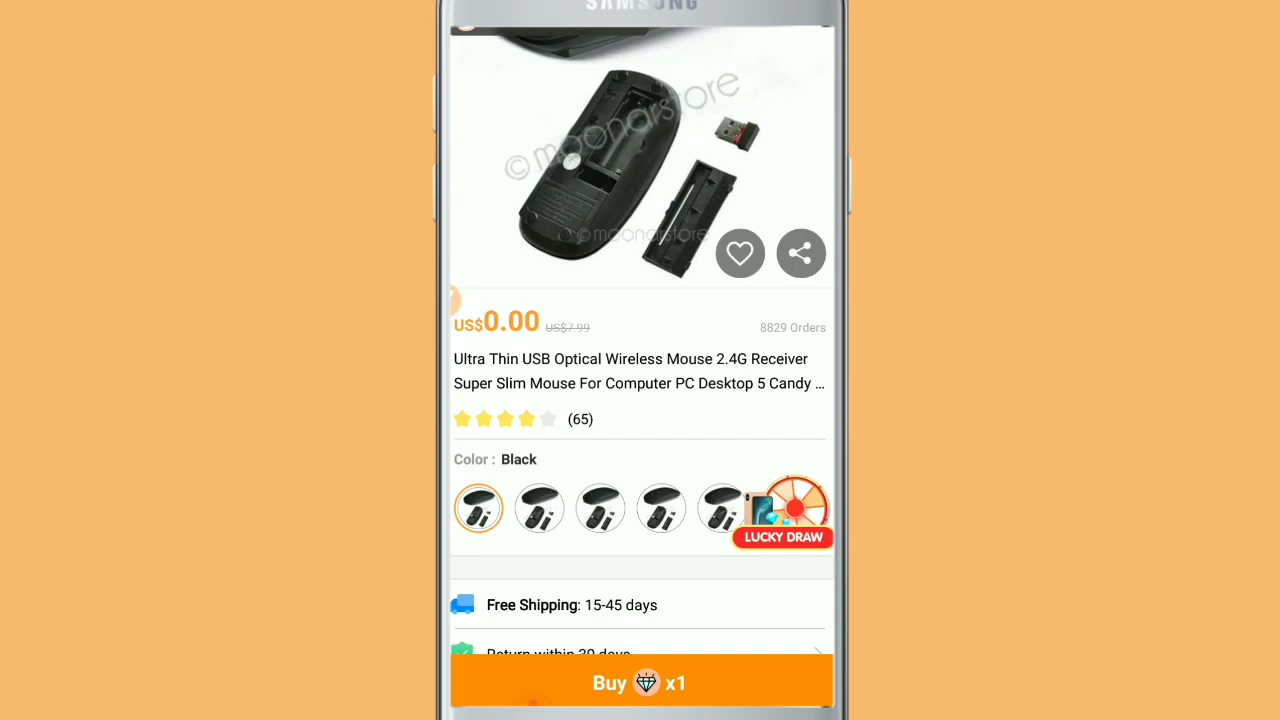 SAMSUNG
© moonarstore
© moonarstore
US$0.00 US$7.99 8829 Orders
Ultra Thin USB Optical Wireless Mouse 2.4G Receiver
Super Slim Mouse For Computer PC Desktop 5 Candy ...
(65)
Color : Black
LUCKY DRAW
Free Shipping: 15-45 days
Return within 30 days
Buy x1